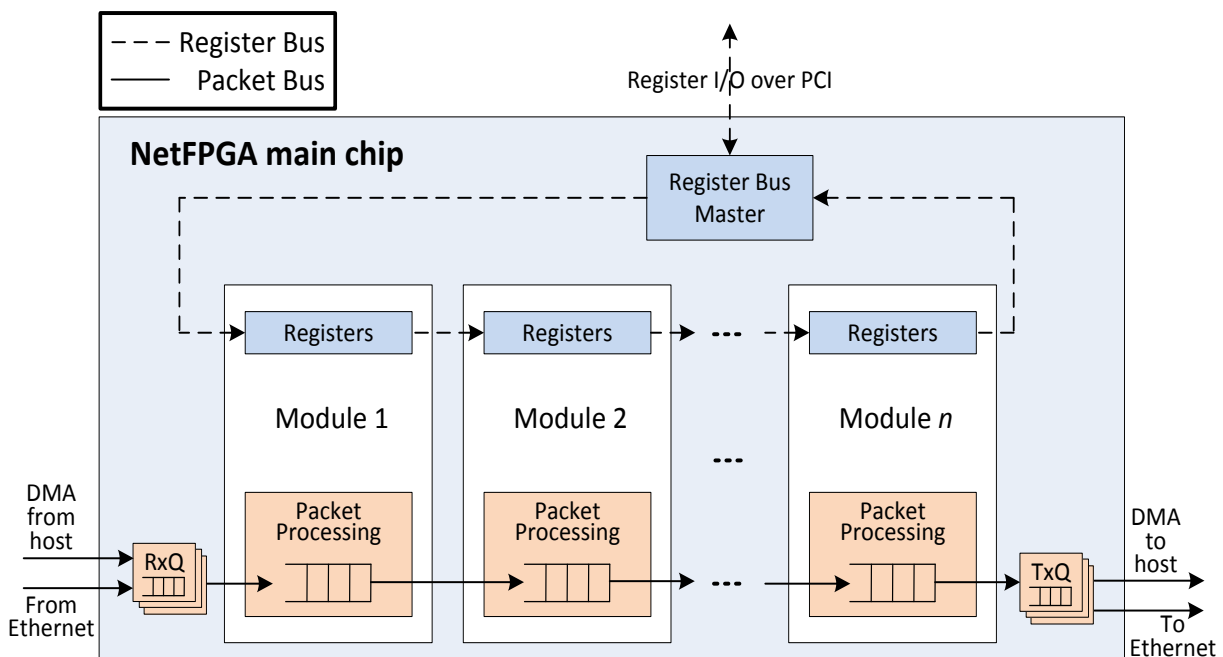 Register Bus
Packet Bus
Register I/O over PCI
NetFPGA main chip
Register Bus
Master
Registers
Registers
---
Registers
Module 1
Module 2
Module n
---
Packet
Processing
Packet
Processing
Packet
Processing
---
DMA
from
host
RxQ
From
Ethernet
TxQ
DMA
to
host
To
Ethernet